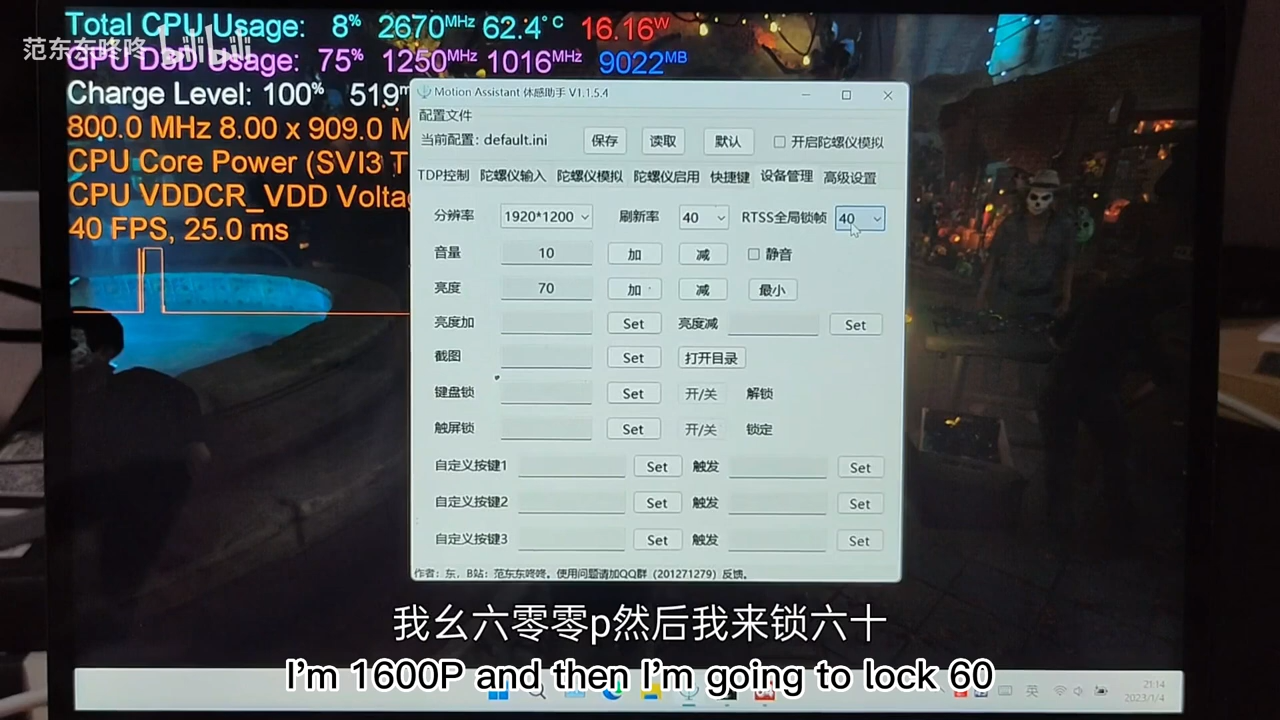 Total CPU Usage: 8% 2670MHz 62.4°C 16.16W
范东东咚咚 bilibili
GPU D3D Usage: 75% 1250MHz 1016MHz 9022MB
Charge Level: 100% 519
800.0 MHz 8.00 x 909.0 M
CPU Core Power (SVI3 T
CPU VDDCR_VDD Volta
40 FPS, 25.0 ms
Motion Assistant 体感助手 V1.1.5.4
配置文件
当前配置: default.ini 保存 读取 默认 开启陀螺仪模拟
TDP控制 陀螺仪输入 陀螺仪模拟 陀螺仪启用 快捷键 设备管理 高级设置
分辨率 1920*1200 刷新率 40 RTSS全局锁帧 40
音量 10 加 减 静音
亮度 70 加 减 最小
亮度加 Set 亮度减 Set
截图 Set 打开目录
键盘锁 Set 开/关 解锁
触屏锁 Set 开/关 锁定
自定义按键1 Set 触发 Set
自定义按键2 Set 触发 Set
自定义按键3 Set 触发 Set
作者: 东, B站: 范东东咚咚。使用问题请加QQ群 (201271279) 反馈。
我幺六零零p然后我来锁六十
I'm 1600P and then I'm going to lock 60
英 21:14
2023/1/4